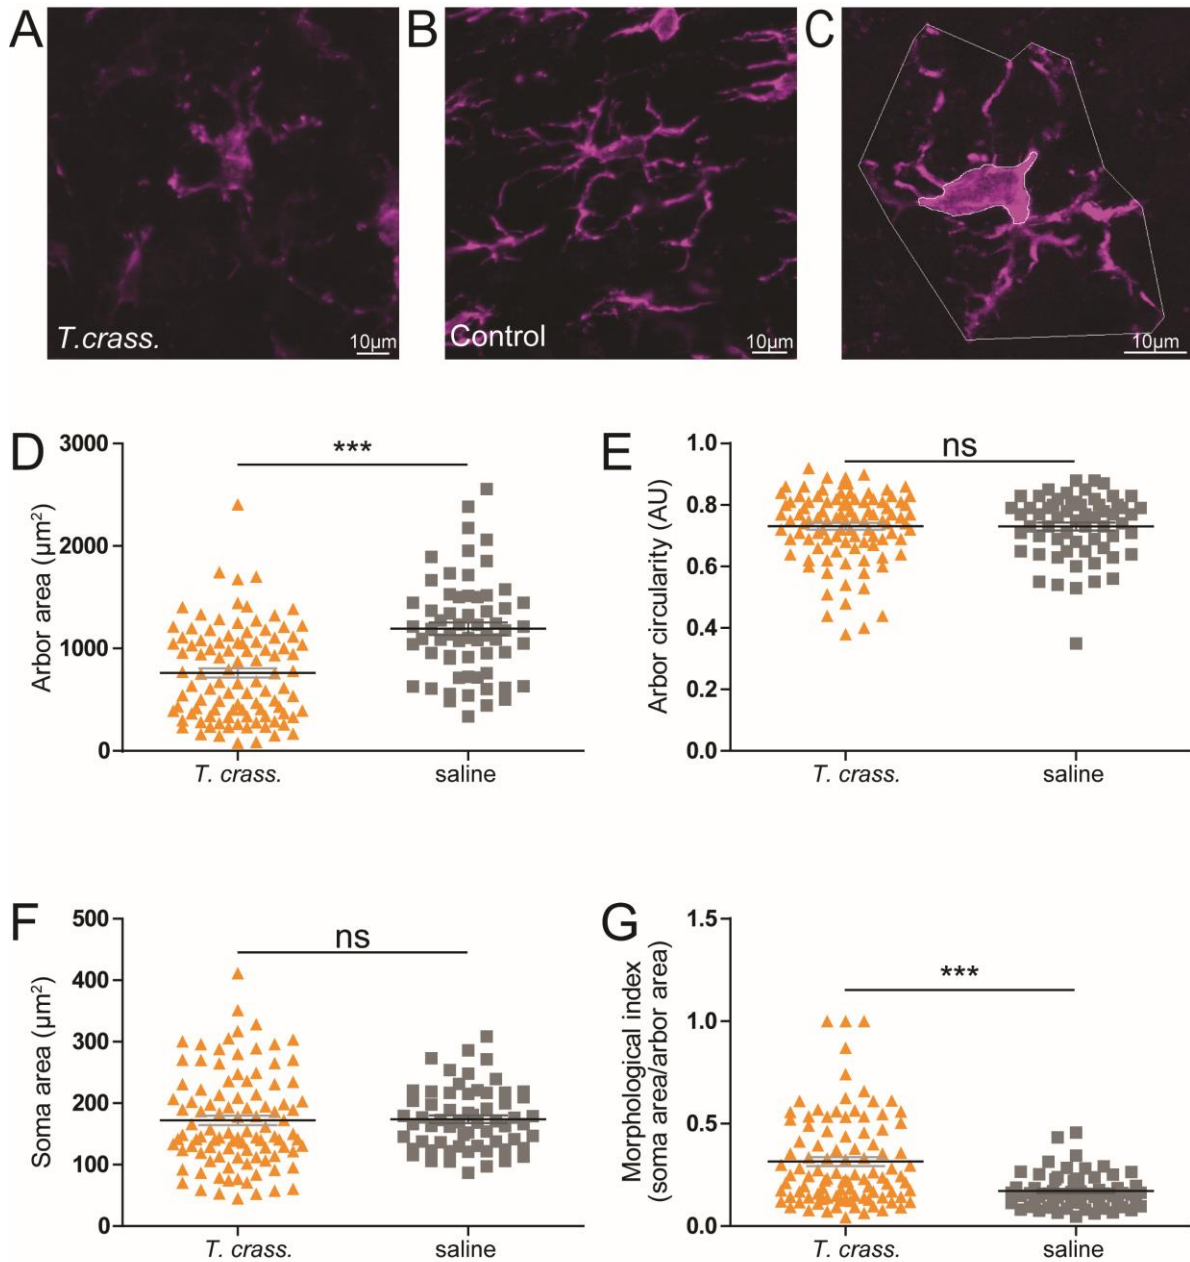 A
B
C
T.crass.
10µm
Control
10µm
10µm
D
Arbor area (µm²)
3000
2000
1000
0
***
T. crass.
saline
E
Arbor circularity (AU)
1.0
0.8
0.6
0.4
0.2
0.0
ns
T. crass.
saline
F
Soma area (µm²)
500
400
300
200
100
0
ns
T. crass.
saline
G
Morphological index
(soma area/arbor area)
1.5
1.0
0.5
0.0
***
T. crass.
saline